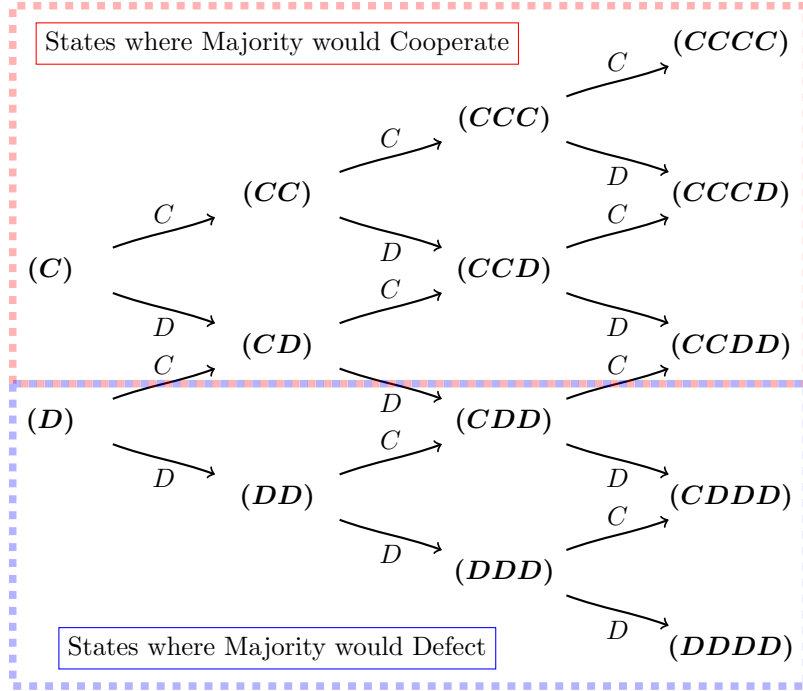 States where Majority would Cooperate
(CCCC)
C
(CCC)
C
D
(CC)
(CCCD)
C
C
D
(C)
(CCD)
C
D
D
(CD)
(CCDD)
C
C
D
(D)
(CDD)
C
D
D
(DD)
(CDDD)
C
D
(DDD)
D
States where Majority would Defect
(DDDD)